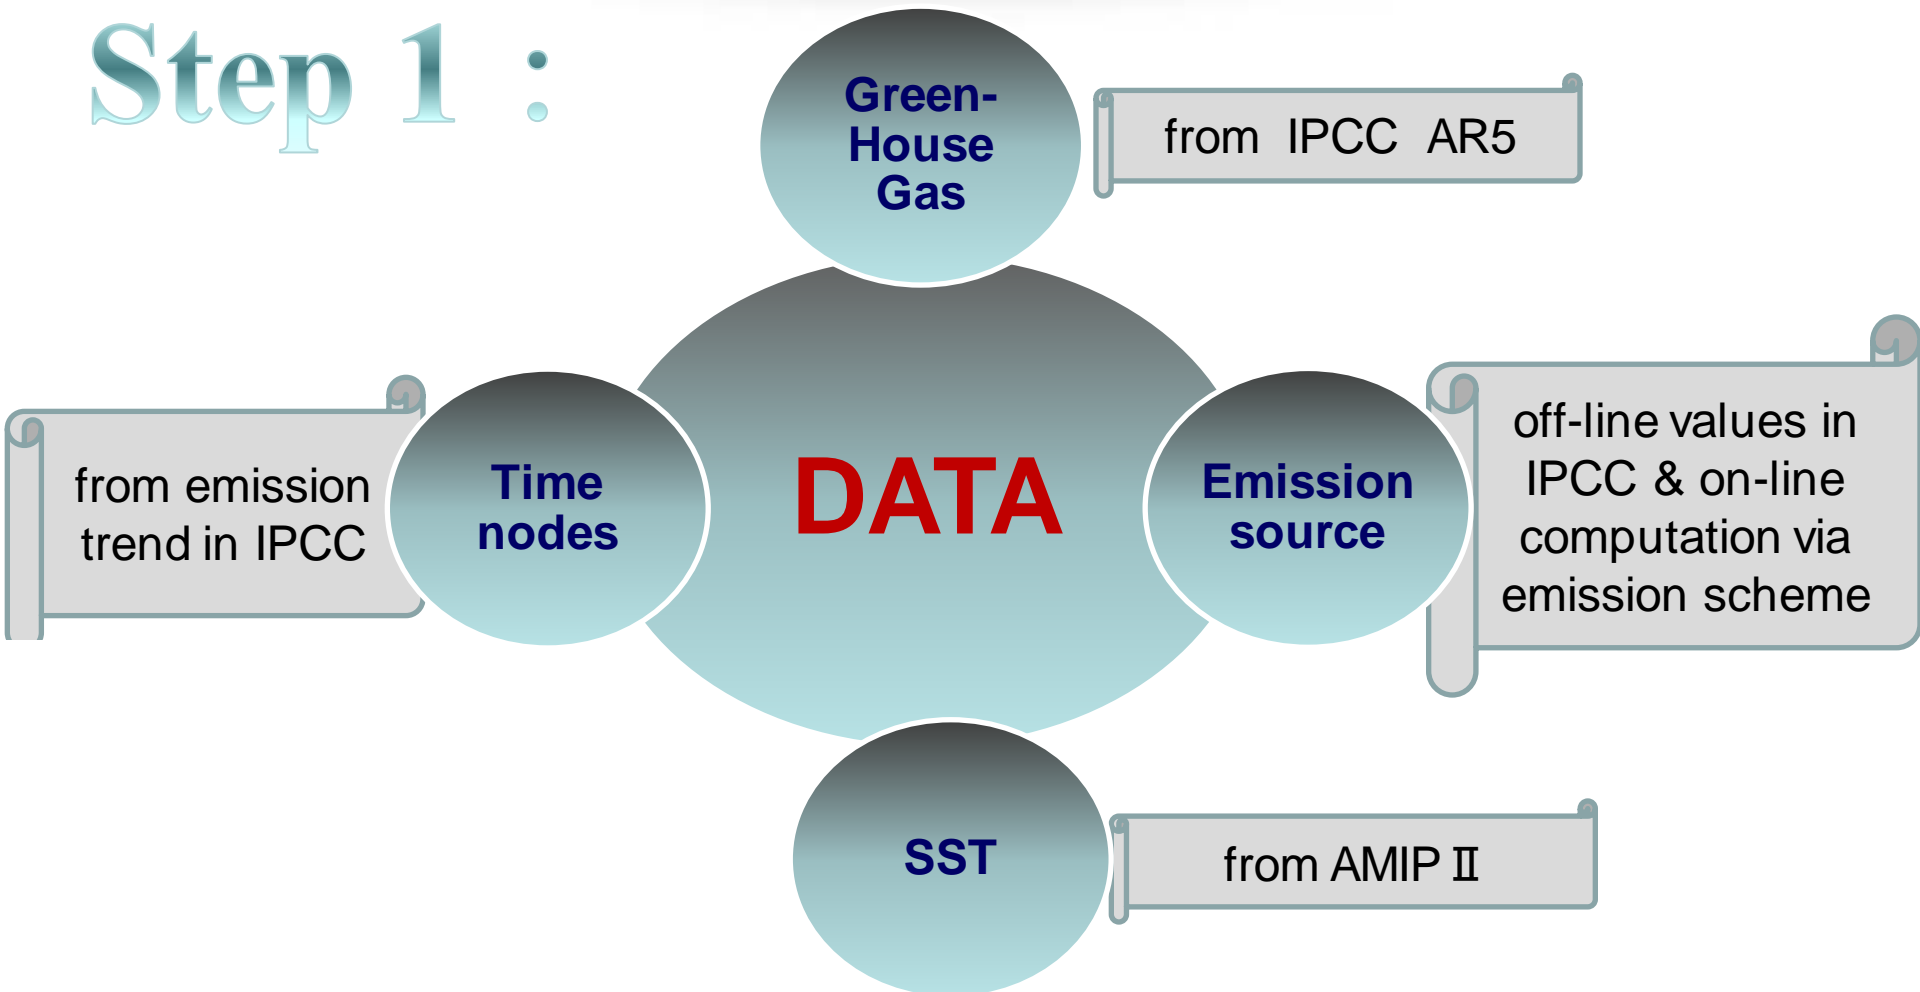 Step 1：
Green-
House
Gas
from IPCC AR5
from emission
trend in IPCC
Time
nodes
DATA
Emission
source
off-line values in
IPCC & on-line
computation via
emission scheme
SST
from AMIP Ⅱ